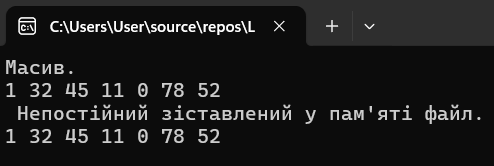 C:\Users\User\source\repos\L
Масив.
1 32 45 11 0 78 52
Непостійний зіставлений у пам'яті файл.
1 32 45 11 0 78 52